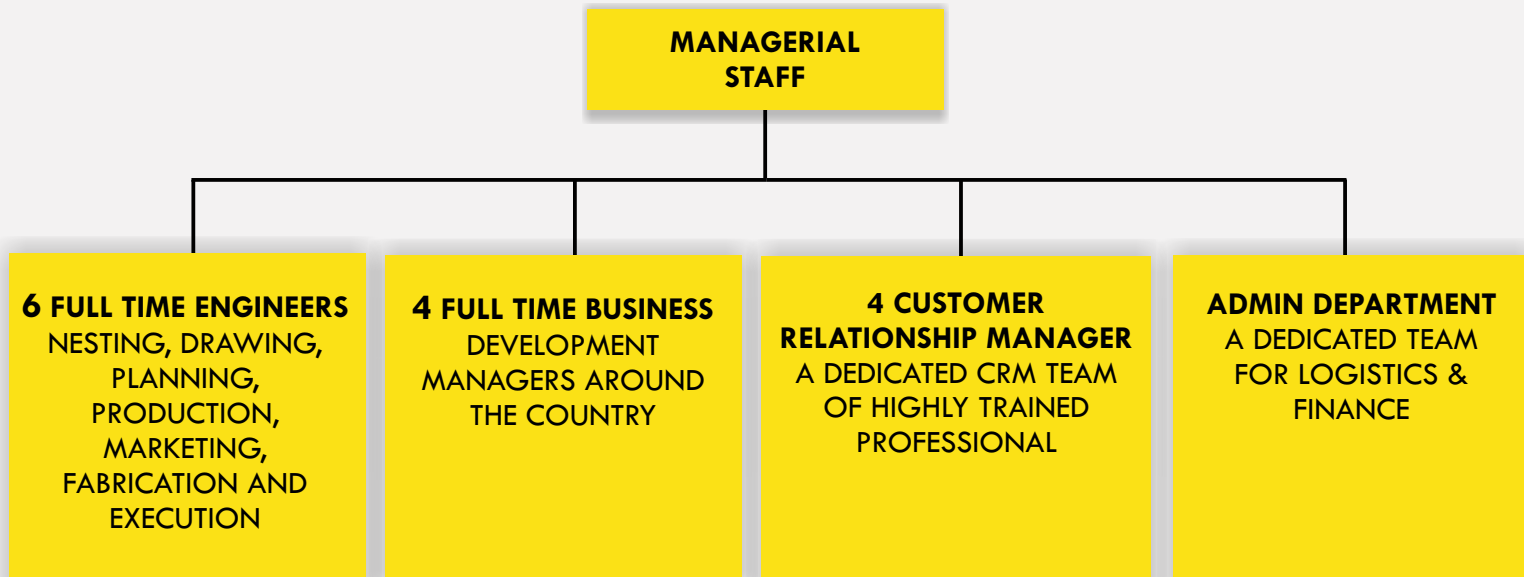 MANAGERIAL
STAFF
6 FULL TIME ENGINEERS
NESTING, DRAWING,
PLANNING,
PRODUCTION,
MARKETING,
FABRICATION AND
EXECUTION
4 FULL TIME BUSINESS
DEVELOPMENT
MANAGERS AROUND
THE COUNTRY
4 CUSTOMER
RELATIONSHIP MANAGER
A DEDICATED CRM TEAM
OF HIGHLY TRAINED
PROFESSIONAL
ADMIN DEPARTMENT
A DEDICATED TEAM
FOR LOGISTICS &
FINANCE